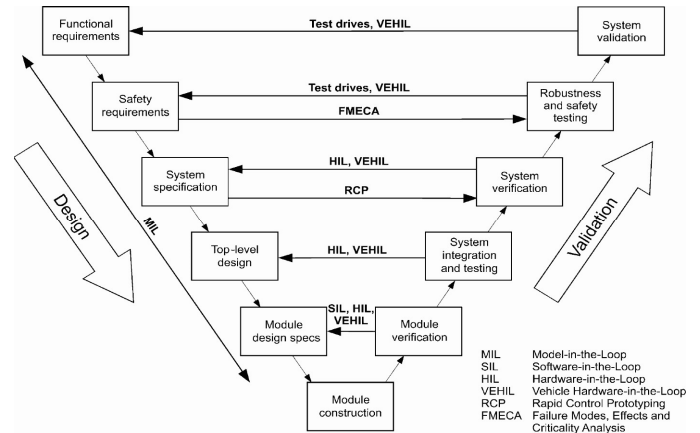 Functional
requirements
Test drives, VEHIL
System
validation
Safety
requirements
Test drives, VEHIL
FMECA
Robustness
and safety
testing
System
specification
HIL, VEHIL
RCP
System
verification
Design
MIL
Validation
Top-level
design
HIL, VEHIL
System
integration
and testing
Module
design specs
SIL, HIL,
VEHIL
Module
verification
Module
construction
MIL Model-in-the-Loop
SIL Software-in-the-Loop
HIL Hardware-in-the-Loop
VEHIL Vehicle Hardware-in-the-Loop
RCP Rapid Control Prototyping
FMECA Failure Modes, Effects and
Criticality Analysis